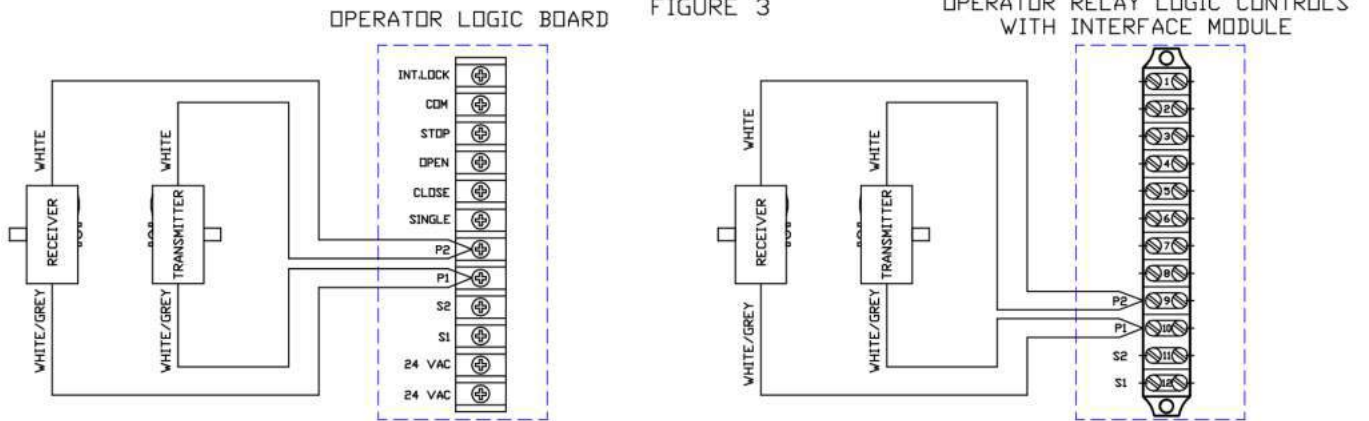 OPERATOR LOGIC BOARD
FIGURE 3
OPERATOR RELAY LOGIC CONTROLS
WITH INTERFACE MODULE
INT.LOCK
COM
STOP
OPEN
CLOSE
SINGLE
P2
P1
S2
S1
24 VAC
24 VAC
WHITE
WHITE
RECEIVER
TRANSMITTER
WHITE/GREY
WHITE/GREY
WHITE
WHITE
RECEIVER
TRANSMITTER
WHITE/GREY
WHITE/GREY
1
2
3
4
5
6
7
8
P2 9
P1 10
S2 11
S1 12